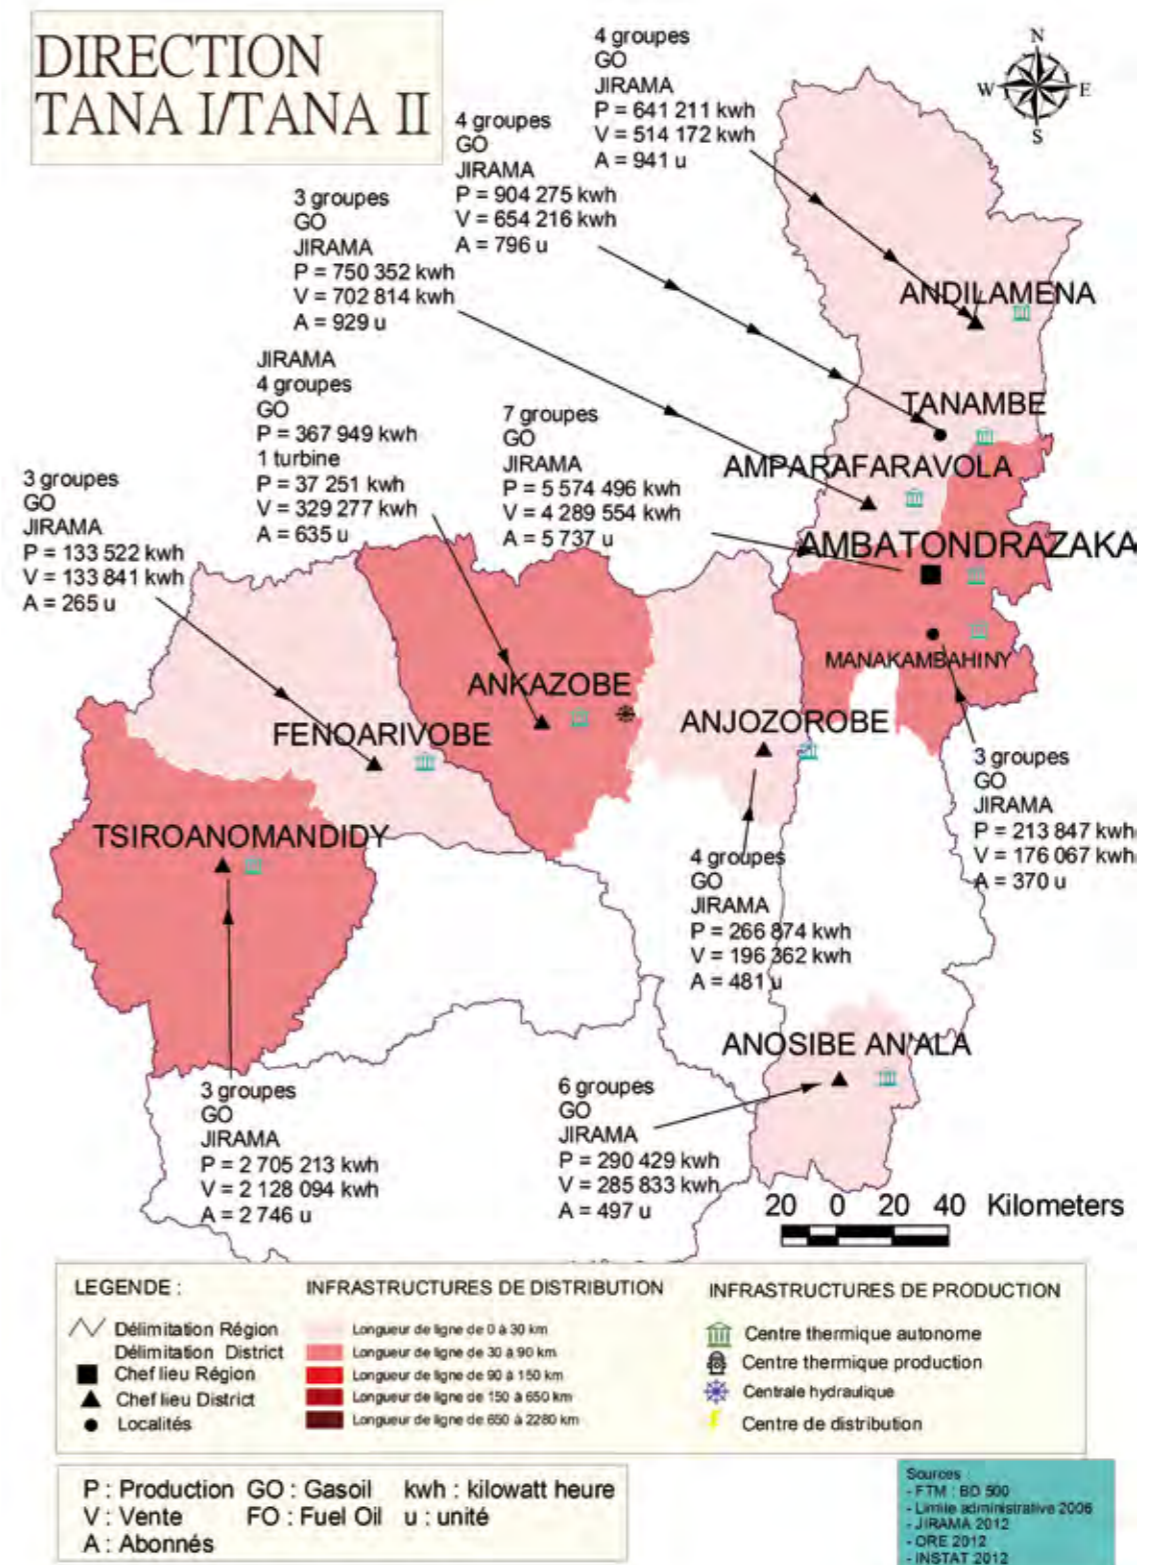 DIRECTION
TANA I/TANA II
N
W
E
S
4 groupes
GO
JIRAMA
P = 641 211 kwh
V = 514 172 kwh
A = 941 u
4 groupes
GO
JIRAMA
P = 904 275 kwh
V = 654 216 kwh
A = 796 u
3 groupes
GO
JIRAMA
P = 750 352 kwh
V = 702 814 kwh
A = 929 u
JIRAMA
4 groupes
GO
P = 367 949 kwh
1 turbine
P = 37 251 kwh
V = 329 277 kwh
A = 635 u
7 groupes
GO
JIRAMA
P = 5 574 496 kwh
V = 4 289 554 kwh
A = 5 737 u
3 groupes
GO
JIRAMA
P = 133 522 kwh
V = 133 841 kwh
A = 265 u
ANDILAMENA
TANAMBE
AMPARAFARAVOLA
AMBATONDRAZAKA
MANAKAMBAHINY
ANKAZOBE
FENOARIVOBE
ANJOZOROBE
TSIROANOMANDIDY
3 groupes
GO
JIRAMA
P = 213 847 kwh
V = 176 067 kwh
A = 370 u
4 groupes
GO
JIRAMA
P = 266 874 kwh
V = 196 362 kwh
A = 481 u
ANOSIBE AN'ALA
3 groupes
GO
JIRAMA
P = 2 705 213 kwh
V = 2 128 094 kwh
A = 2 746 u
6 groupes
GO
JIRAMA
P = 290 429 kwh
V = 285 833 kwh
A = 497 u
20 0 20 40 Kilometers
LEGENDE :
Délimitation Région
Délimitation District
Chef lieu Région
Chef lieu District
Localités
INFRASTRUCTURES DE DISTRIBUTION
Longueur de ligne de 0 à 30 km
Longueur de ligne de 30 à 90 km
Longueur de ligne de 90 à 150 km
Longueur de ligne de 150 à 650 km
Longueur de ligne de 650 à 2280 km
INFRASTRUCTURES DE PRODUCTION
Centre thermique autonome
Centre thermique production
Centrale hydraulique
Centre de distribution
P : Production GO : Gasoil kwh : kilowatt heure
V : Vente FO : Fuel Oil u : unité
A : Abonnés
Sources :
- FTM : BD 500
- Limite administrative 2006
- JIRAMA 2012
- ORE 2012
- INSTAT 2012